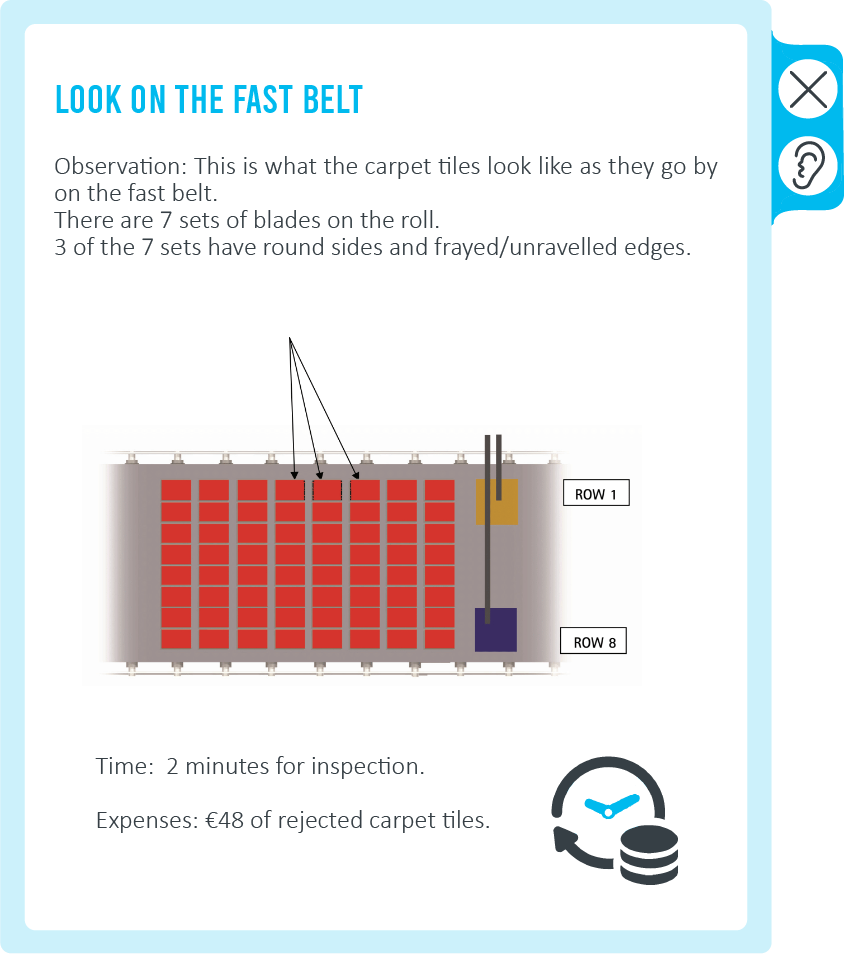 LOOK ON THE FAST BELT
Observation: This is what the carpet tiles look like as they go by
on the fast belt.
There are 7 sets of blades on the roll.
3 of the 7 sets have round sides and frayed/unravelled edges.
ROW 1
ROW 8
Time:  2 minutes for inspection.
Expenses: €48 of rejected carpet tiles.